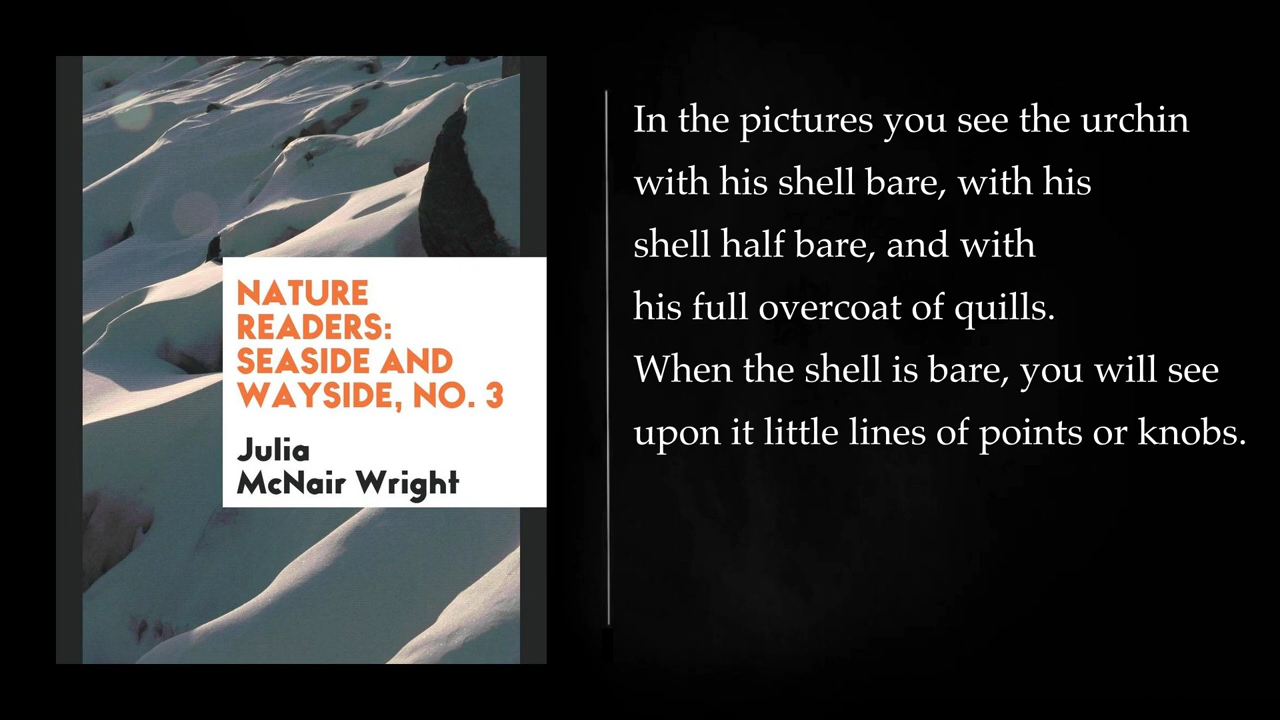 NATURE
READERS:
SEASIDE AND
WAYSIDE, NO. 3
Julia
McNair Wright
In the pictures you see the urchin
with his shell bare, with his
shell half bare, and with
his full overcoat of quills.
When the shell is bare, you will see
upon it little lines of points or knobs.